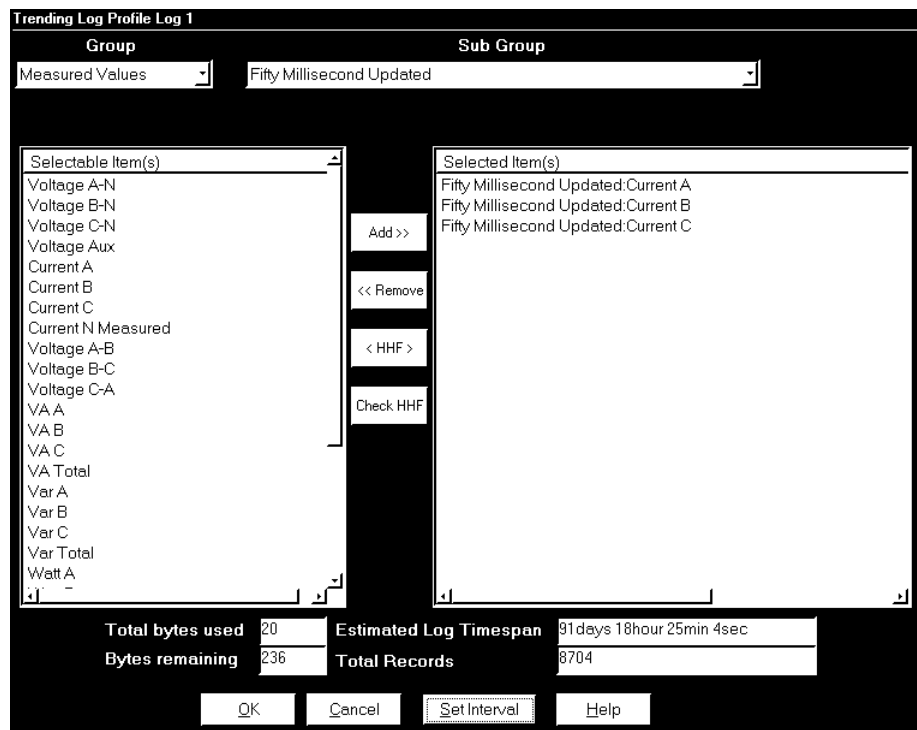 Trending Log Profile Log 1
Group
Sub Group
Measured Values
Fifty Millisecond Updated
Selectable Item(s)
Voltage A-N
Voltage B-N
Voltage C-N
Voltage Aux
Current A
Current B
Current C
Current N Measured
Voltage A-B
Voltage B-C
Voltage C-A
VA A
VA B
VA C
VA Total
Var A
Var B
Var C
Var Total
Watt A
Add >>
<< Remove
< HHF >
Check HHF
Selected Item(s)
Fifty Millisecond Updated:Current A
Fifty Millisecond Updated:Current B
Fifty Millisecond Updated:Current C
Total bytes used 20
Estimated Log Timespan 91days 18hour 25min 4sec
Bytes remaining 236
Total Records 8704
OK
Cancel
Set Interval
Help